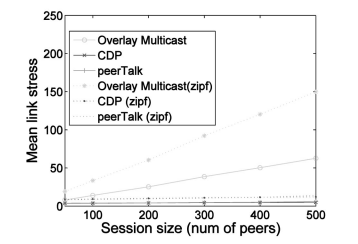 250
200
150
100
50
0
Mean link stress
Overlay Multicast
CDP
peerTalk
Overlay Multicast(zipf)
CDP (zipf)
peerTalk (zipf)
100 200 300 400 500
Session size (num of peers)